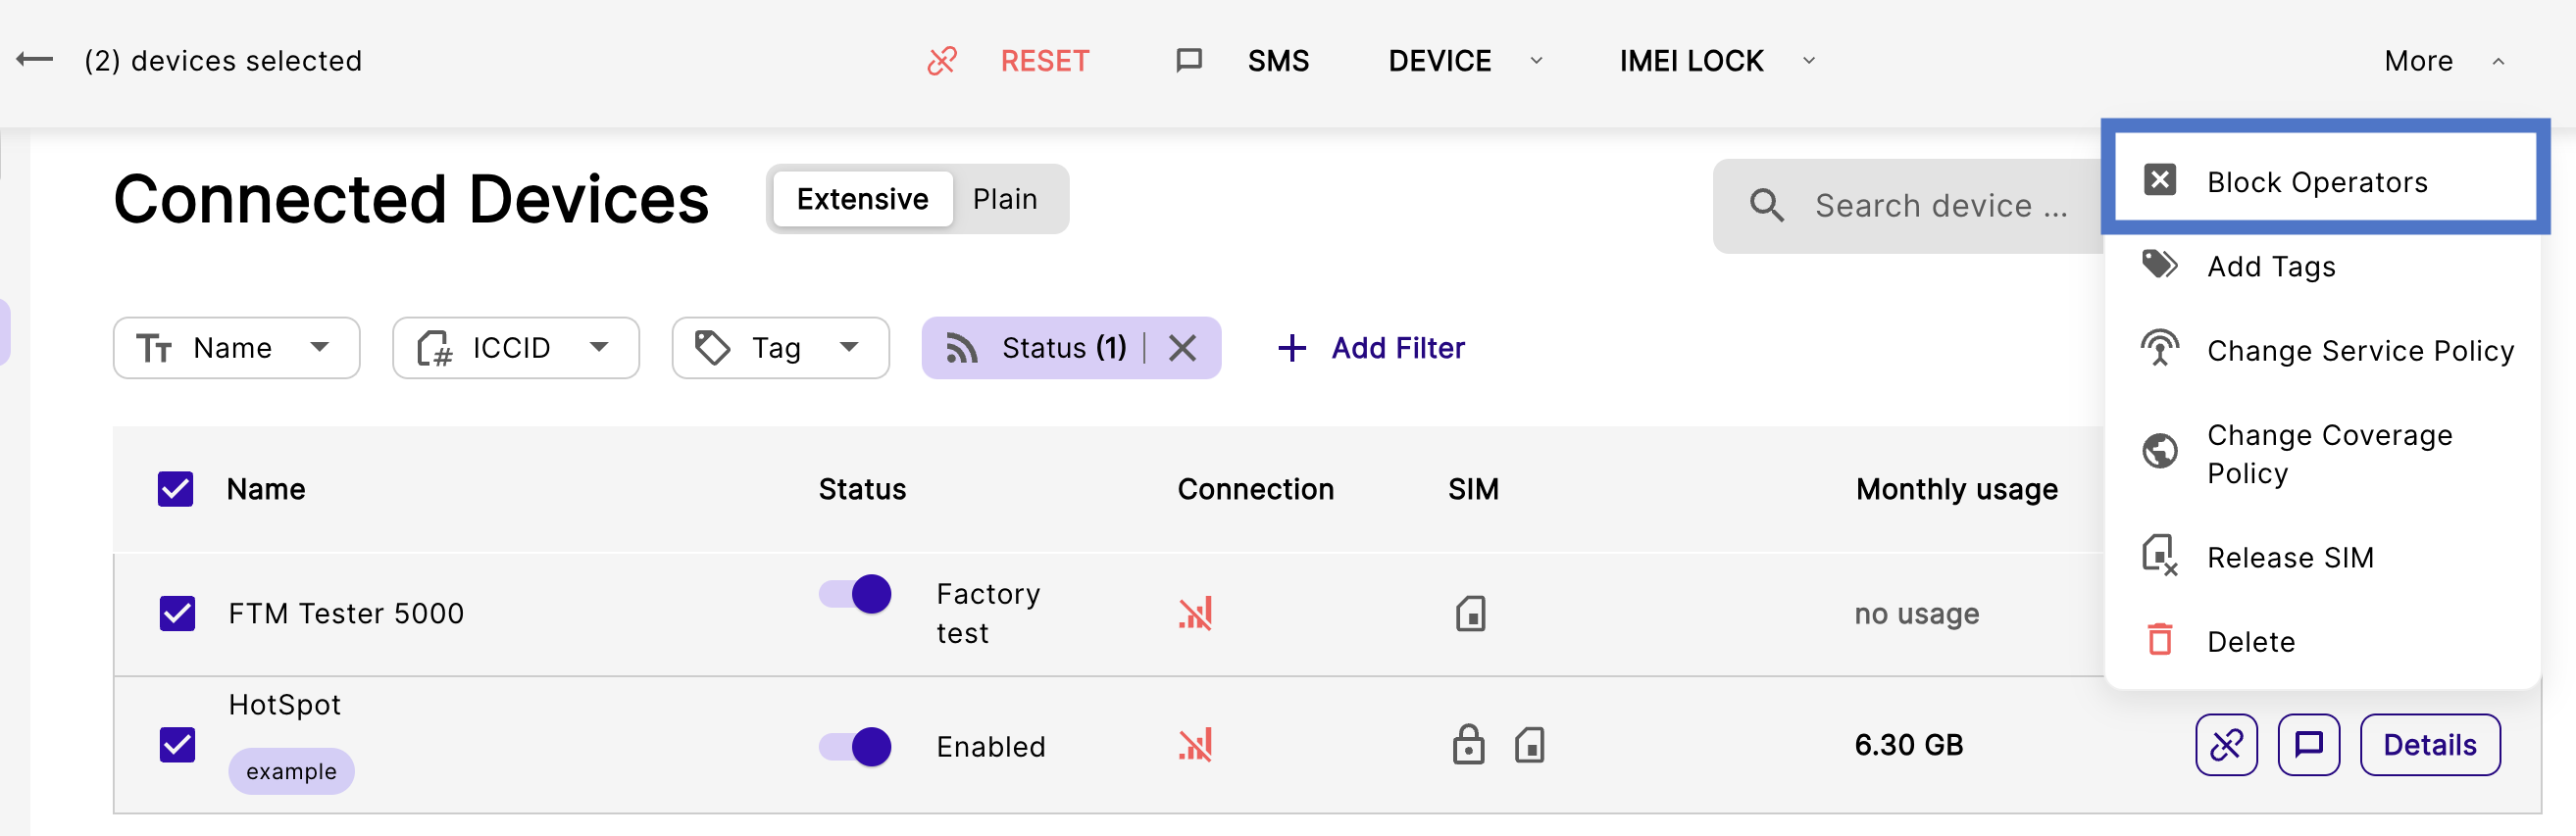 (2) devices selected
RESET
SMS
DEVICE
IMEI LOCK
More
Connected Devices
Extensive
Plain
Search device ...
Block Operators
Add Tags
Change Service Policy
Change Coverage
Policy
Release SIM
Delete
Name
ICCID
Tag
Status (1)
Add Filter
Name
Status
Connection
SIM
Monthly usage
FTM Tester 5000
Factory
test
no usage
HotSpot
example
Enabled
6.30 GB
Details